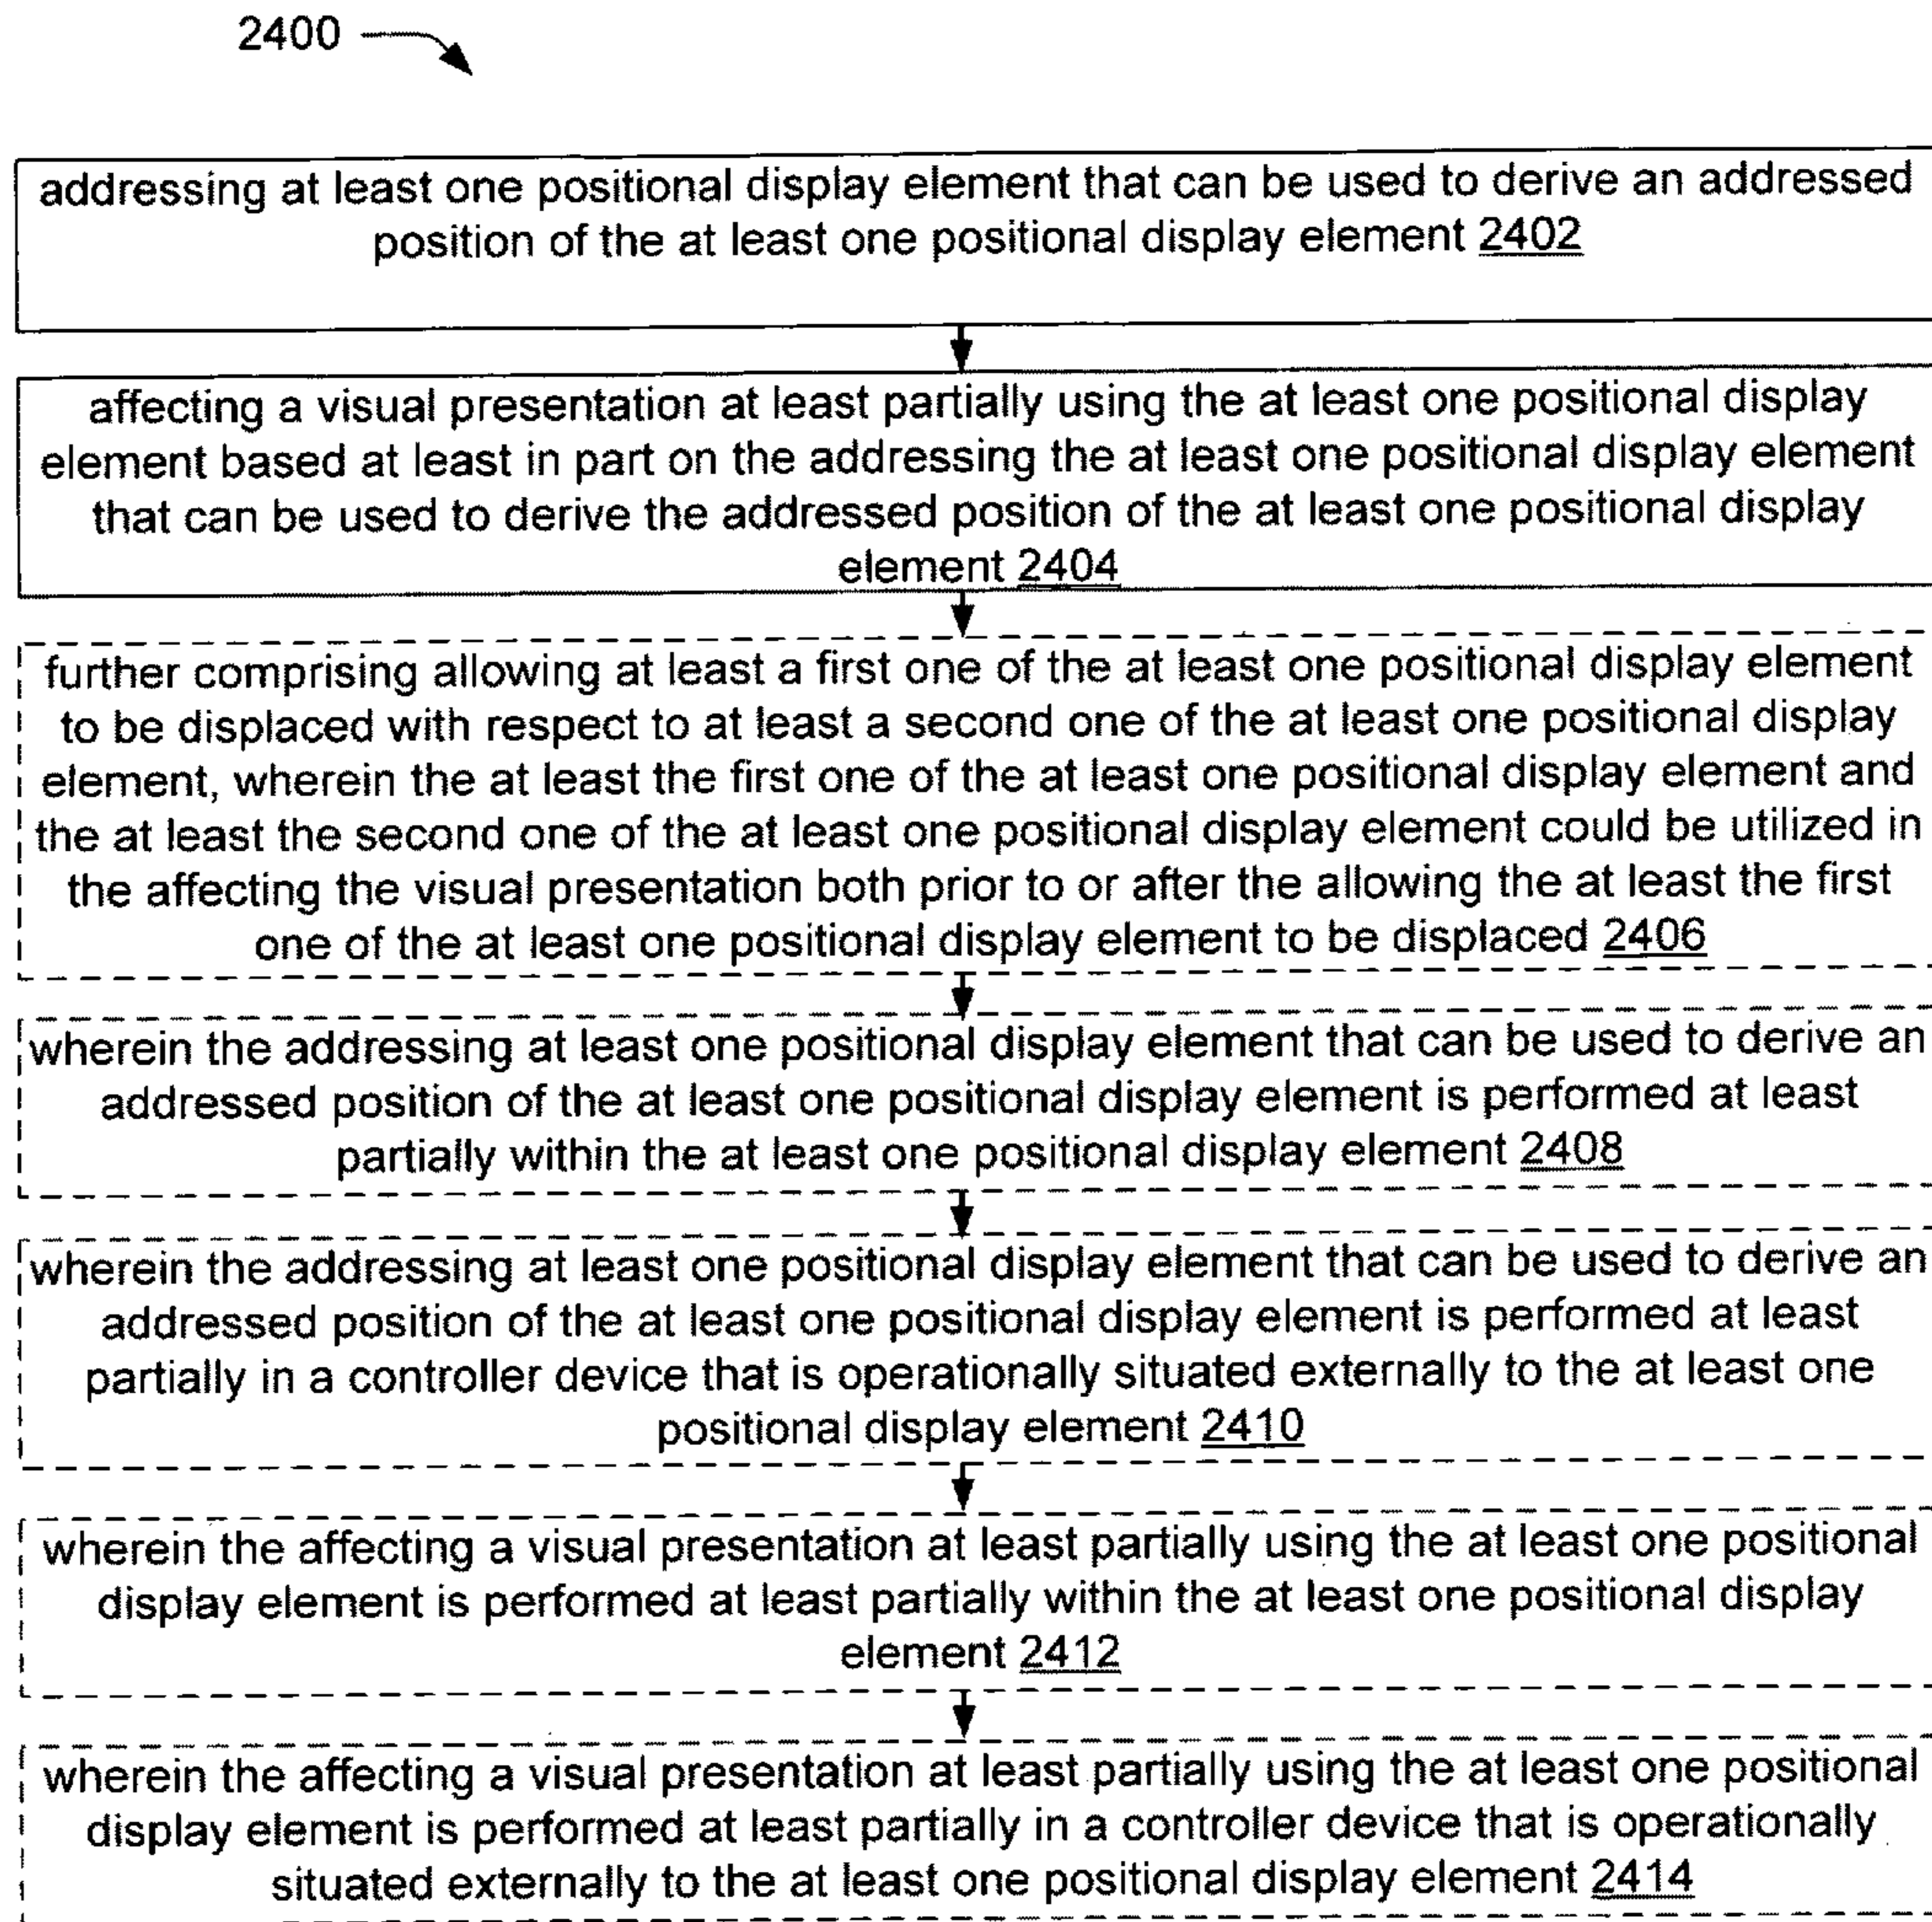 2400
addressing at least one positional display element that can be used to derive an addressed
position of the at least one positional display element 2402
affecting a visual presentation at least partially using the at least one positional display
element based at least in part on the addressing the at least one positional display element
that can be used to derive the addressed position of the at least one positional display
element 2404
further comprising allowing at least a first one of the at least one positional display element
to be displaced with respect to at least a second one of the at least one positional display
element, wherein the at least the first one of the at least one positional display element and
the at least the second one of the at least one positional display element could be utilized in
the affecting the visual presentation both prior to or after the allowing the at least the first
one of the at least one positional display element to be displaced 2406
wherein the addressing at least one positional display element that can be used to derive an
addressed position of the at least one positional display element is performed at least
partially within the at least one positional display element 2408
wherein the addressing at least one positional display element that can be used to derive an
addressed position of the at least one positional display element is performed at least
partially in a controller device that is operationally situated externally to the at least one
positional display element 2410
wherein the affecting a visual presentation at least partially using the at least one positional
display element is performed at least partially within the at least one positional display
element 2412
wherein the affecting a visual presentation at least partially using the at least one positional
display element is performed at least partially in a controller device that is operationally
situated externally to the at least one positional display element 2414